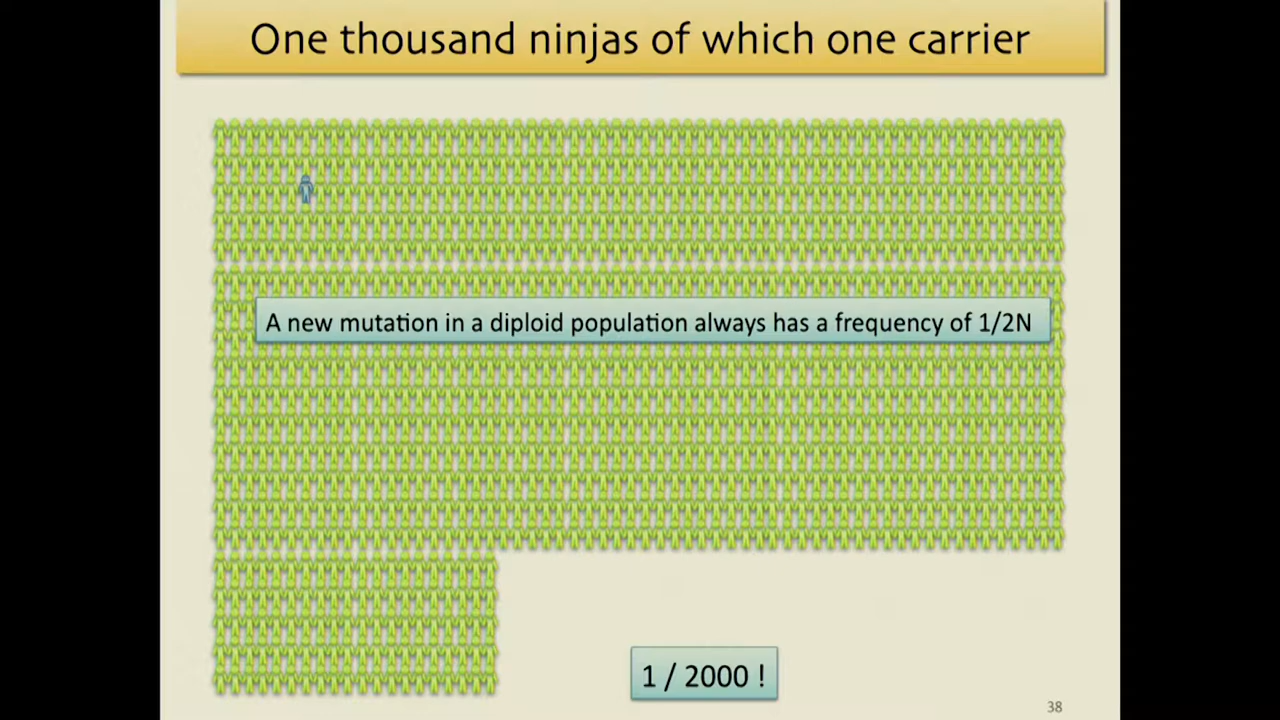 One thousand ninjas of which one carrier
A new mutation in a diploid population always has a frequency of 1/2N
1 / 2000 !
38